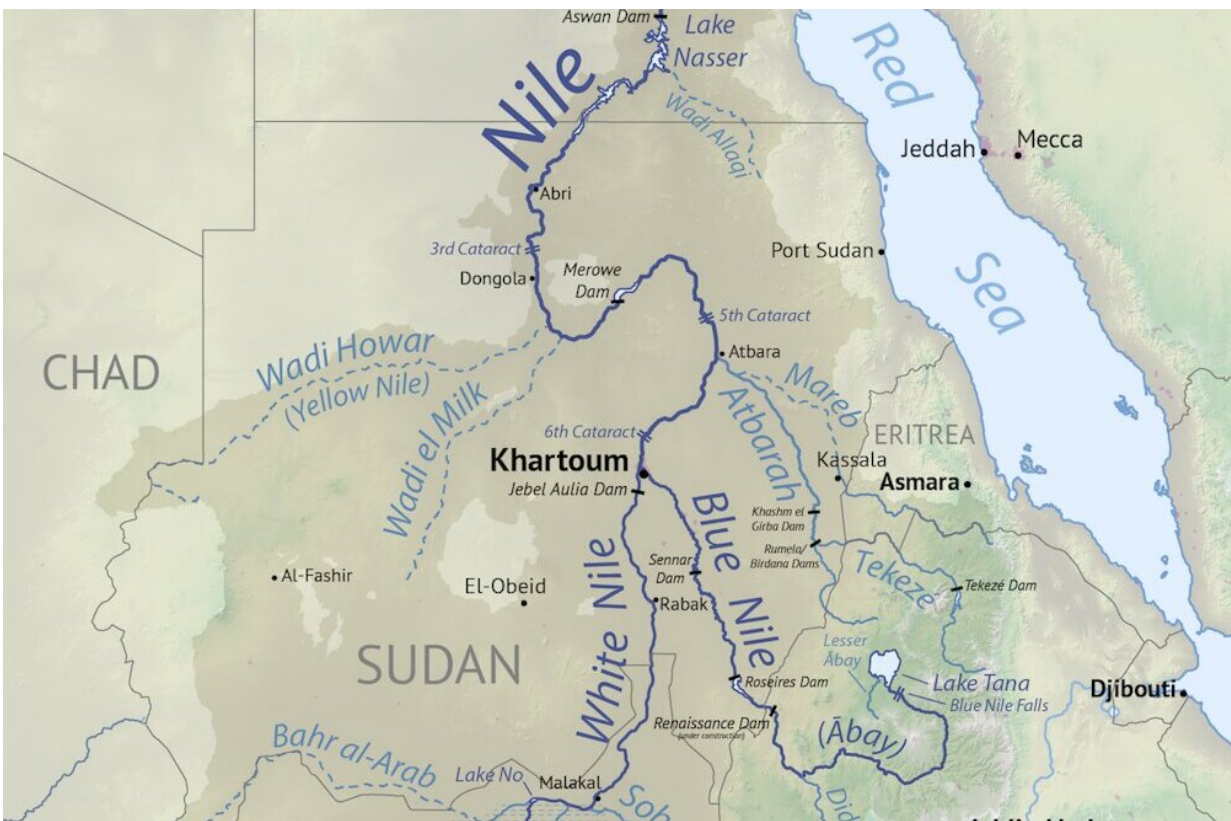 Aswan Dam
Lake
Nasser
Nile
Wadi Allaqi
Red
Sea
Jeddah
Mecca
Abri
3rd Cataract
Dongola
Merowe
Dam
Port Sudan
5th Cataract
Atbara
CHAD
Wadi Howar
(Yellow Nile)
Wadi el Milk
Mareb
Atbarah
ERITREA
6th Cataract
Khartoum
Jebel Aulia Dam
Kassala
Asmara
Khashm el
Girba Dam
Rumela/
Birdana Dams
Blue Nile
White Nile
Sennar
Dam
Tekeze
Tekezé Dam
Al-Fashir
El-Obeid
Rabak
SUDAN
Lesser
Ābay
Lake Tana
Blue Nile Falls
Djibouti
Roseires Dam
Renaissance Dam
(under construction)
(Ābay)
Bahr al-Arab
Lake No
Malakal
Sob
Did